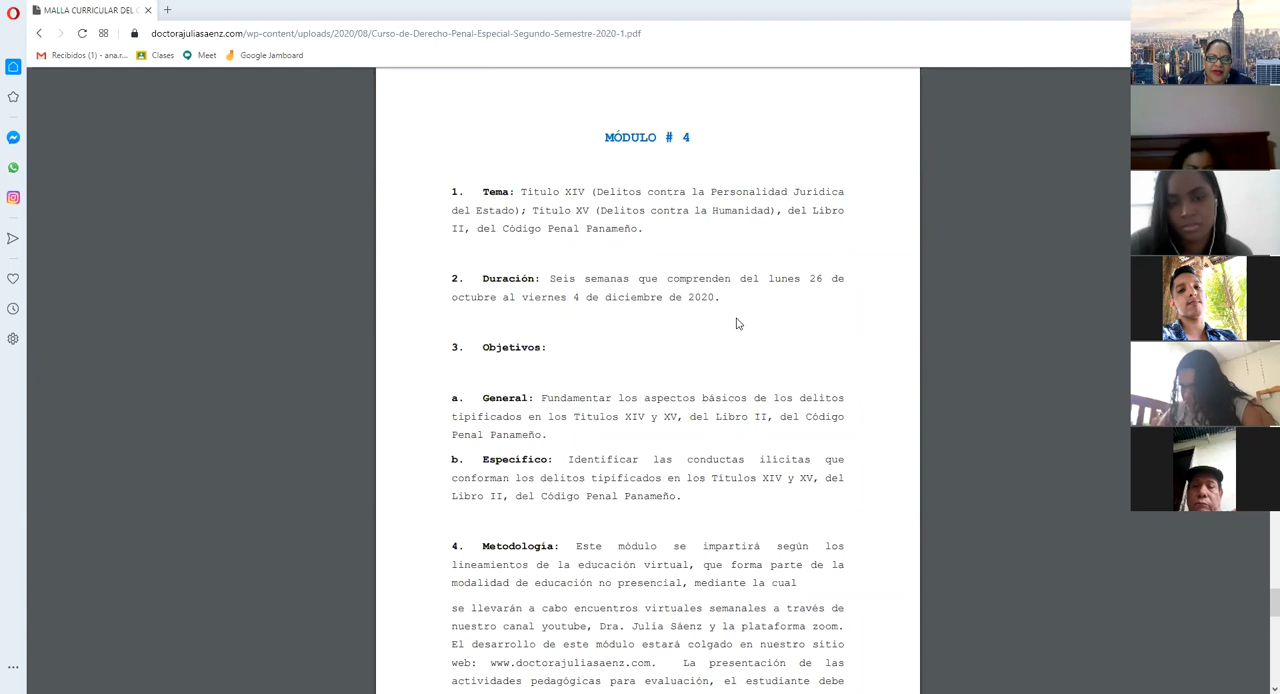 MALLA CURRICULAR DEL C
doctorajuliasaenz.com/wp-content/uploads/2020/08/Curso-de-Derecho-Penal-Especial-Segundo-Semestre-2020-1.pdf
Recibidos (1) - ana.r... Clases Meet Google Jamboard
MÓDULO # 4
1. Tema: Título XIV (Delitos contra la Personalidad Jurídica
del Estado); Título XV (Delitos contra la Humanidad), del Libro
II, del Código Penal Panameño.
2. Duración: Seis semanas que comprenden del lunes 26 de
octubre al viernes 4 de diciembre de 2020.
3. Objetivos:
a. General: Fundamentar los aspectos básicos de los delitos
tipificados en los Títulos XIV y XV, del Libro II, del Código
Penal Panameño.
b. Específico: Identificar las conductas ilícitas que
conforman los delitos tipificados en los Títulos XIV y XV, del
Libro II, del Código Penal Panameño.
4. Metodología: Este módulo se impartirá según los
lineamientos de la educación virtual, que forma parte de la
modalidad de educación no presencial, mediante la cual
se llevarán a cabo encuentros virtuales semanales a través de
nuestro canal youtube, Dra. Julia Sáenz y la plataforma zoom.
El desarrollo de este módulo estará colgado en nuestro sitio
web: www.doctorajuliasaenz.com. La presentación de las
actividades pedagógicas para evaluación, el estudiante debe